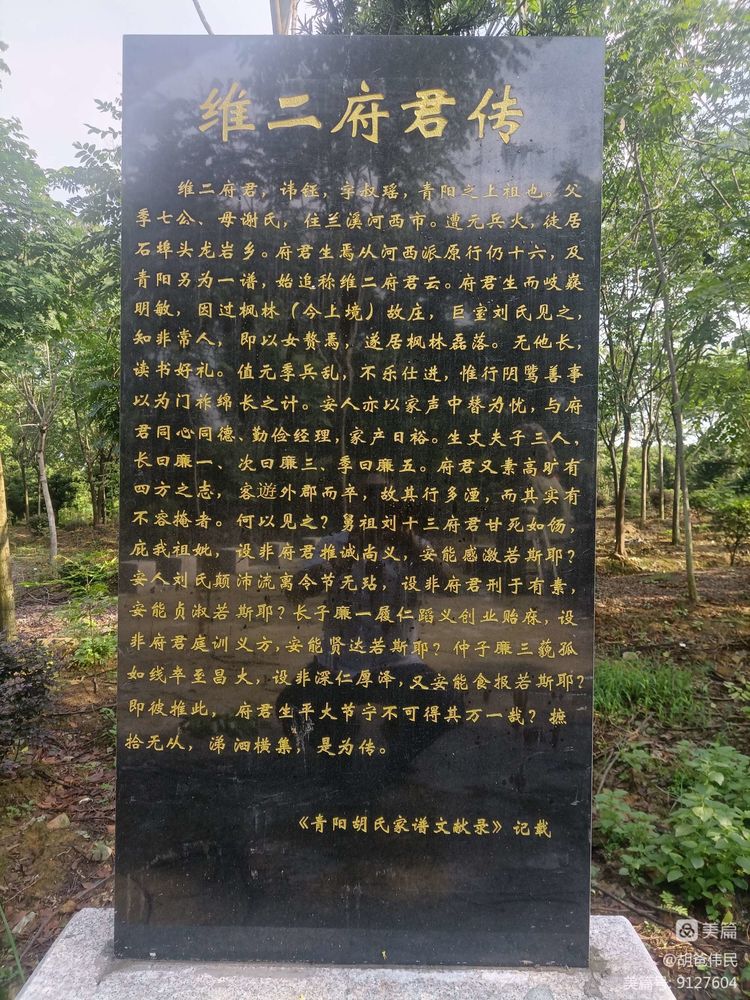 维二府君传
维二府君，讳钰，字叔瑶，青阳之上祖也。父
季七公、母谢氏，住兰溪河西市。遭元兵火，徒居
石埠头龙岩乡。府君生焉从河西派原行仍十六，及
青阳另为一谱，始追称维二府君云。府君生而岐嶷
明敏，因过枫林（今上境）故庄，巨室刘氏见之，
知非常人，即以女赘焉，遂居枫林磊落。无他长，
读书好礼。值元季兵乱，不乐仕进，惟行阴骘善事
以为门祚绵长之计。安人亦以家声中替为忧，与府
君同心同德、勤俭经理，家产日裕。生丈夫子三人，
长曰廉一、次曰廉三、季曰廉五。府君又素高旷有
四方之志，客遊外郡而卒，故其行多湮，而其实有
不容掩者。何以见之？舅祖刘十三府君甘死如饧，
庇我祖妣，设非府君推诚尚义，安能感激若斯耶？
安人刘氏颠沛流离令节无玷，设非府君刑于有素，
安能贞淑若斯耶？长子廉一履仁蹈义创业贻庥，设
非府君庭训义方，安能贤达若斯耶？仲子廉三藐孤
如线卒至昌大，设非深仁厚泽，又安能食报若斯耶？
即彼推此，府君生平大节宁不可得其万一哉？摭
拾无从，涕泗横集，是为传。
《青阳胡氏家谱文献录》记载
美篇
@胡爸伟民
美篇号: 9127604